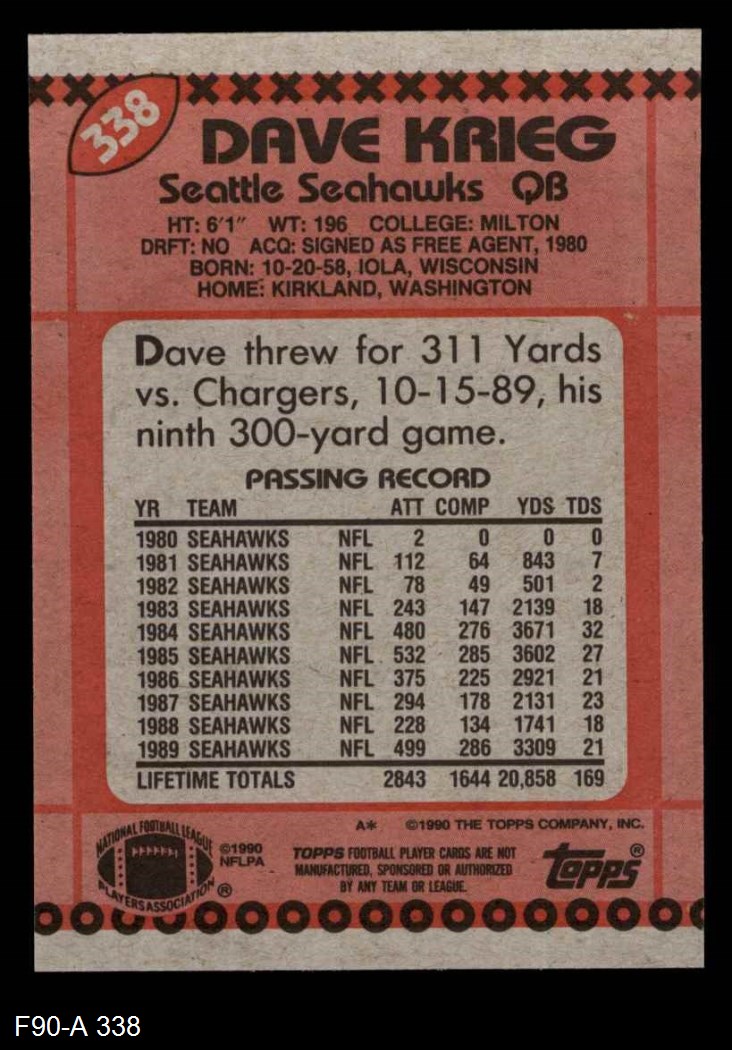 338
DAVE KRIEG
Seattle Seahawks QB
HT: 6'1" WT: 196 COLLEGE: MILTON
DRFT: NO ACQ: SIGNED AS FREE AGENT, 1980
BORN: 10-20-58, IOLA, WISCONSIN
HOME: KIRKLAND, WASHINGTON
Dave threw for 311 Yards
vs. Chargers, 10-15-89, his
ninth 300-yard game.
PASSING RECORD
YR TEAM ATT COMP YDS TDS
1980 SEAHAWKS NFL 2 0 0 0
1981 SEAHAWKS NFL 112 64 843 7
1982 SEAHAWKS NFL 78 49 501 2
1983 SEAHAWKS NFL 243 147 2139 18
1984 SEAHAWKS NFL 480 276 3671 32
1985 SEAHAWKS NFL 532 285 3602 27
1986 SEAHAWKS NFL 375 225 2921 21
1987 SEAHAWKS NFL 294 178 2131 23
1988 SEAHAWKS NFL 228 134 1741 18
1989 SEAHAWKS NFL 499 286 3309 21
LIFETIME TOTALS 2843 1644 20,858 169
A* ©1990 THE TOPPS COMPANY, INC.
NATIONAL FOOTBALL LEAGUE
PLAYERS ASSOCIATION ®
©1990
NFLPA
TOPPS FOOTBALL PLAYER CARDS ARE NOT
MANUFACTURED, SPONSORED OR AUTHORIZED
BY ANY TEAM OR LEAGUE.
topps®
F90-A 338